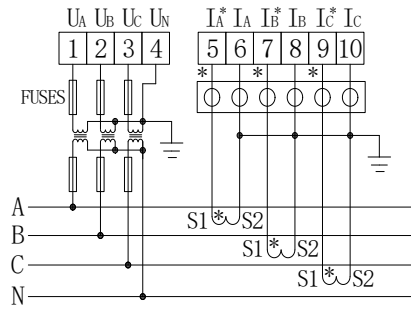 UA UB UC UN IA* IA IB* IB IC* IC
1 2 3 4 5 6 7 8 9 10
* * *
FUSES
A
S1 * S2
B
S1 * S2
C
S1 * S2
N